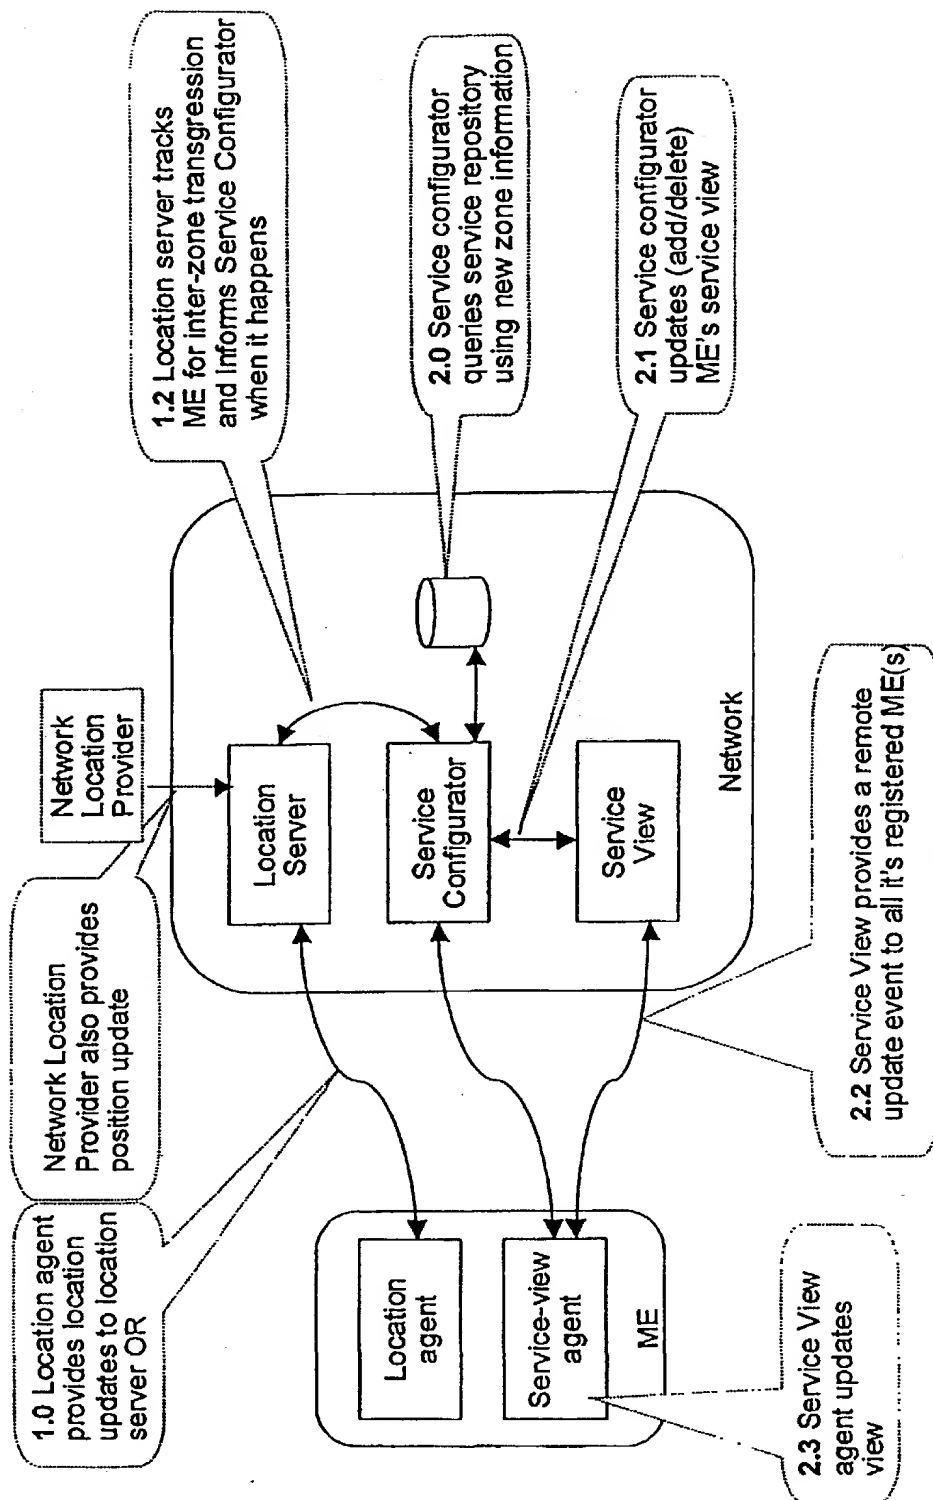 1.0 Location agent
provides location
updates to location
server OR
Network Location
Provider also provides
position update
Network
Location
Provider
1.2 Location server tracks
ME for inter-zone transgression
and Informs Service Configurator
when it happens
Location
agent
Service-view
agent
ME
Location
Server
Service
Configurator
Service
View
Network
2.0 Service configurator
queries service repository
using new zone information
2.1 Service configurator
updates (add/delete)
ME's service view
2.3 Service View
agent updates
view
2.2 Service View provides a remote
update event to all it's registered ME(s)